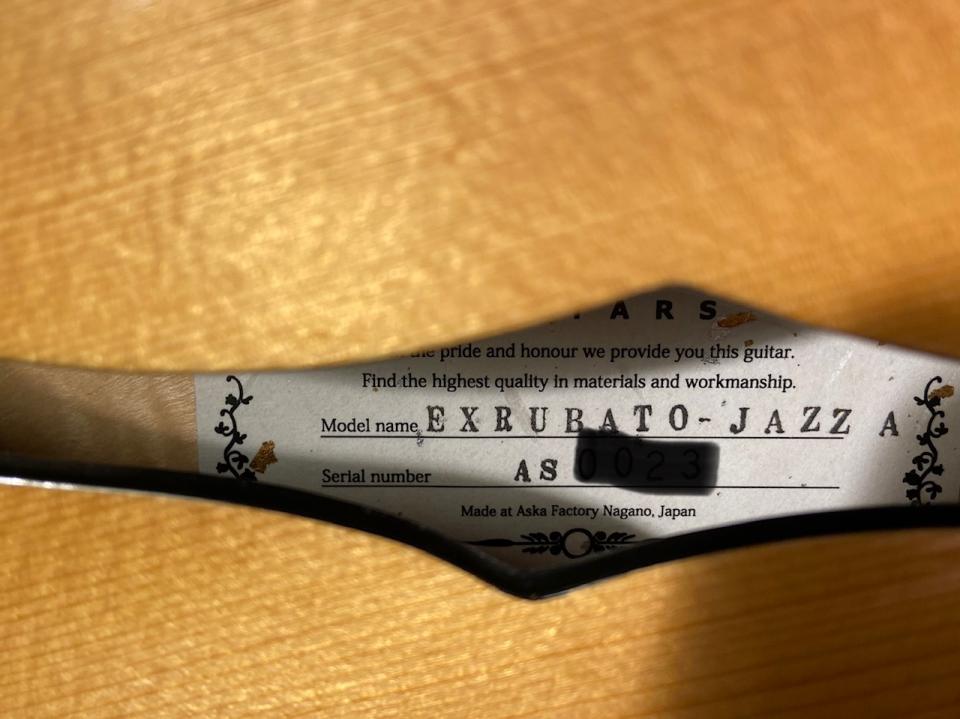 ARS
pride and honour we provide you this guitar.
Find the highest quality in materials and workmanship.
Model name EXRUBATO-JAZZ A
Serial number AS
Made at Aska Factory Nagano, Japan